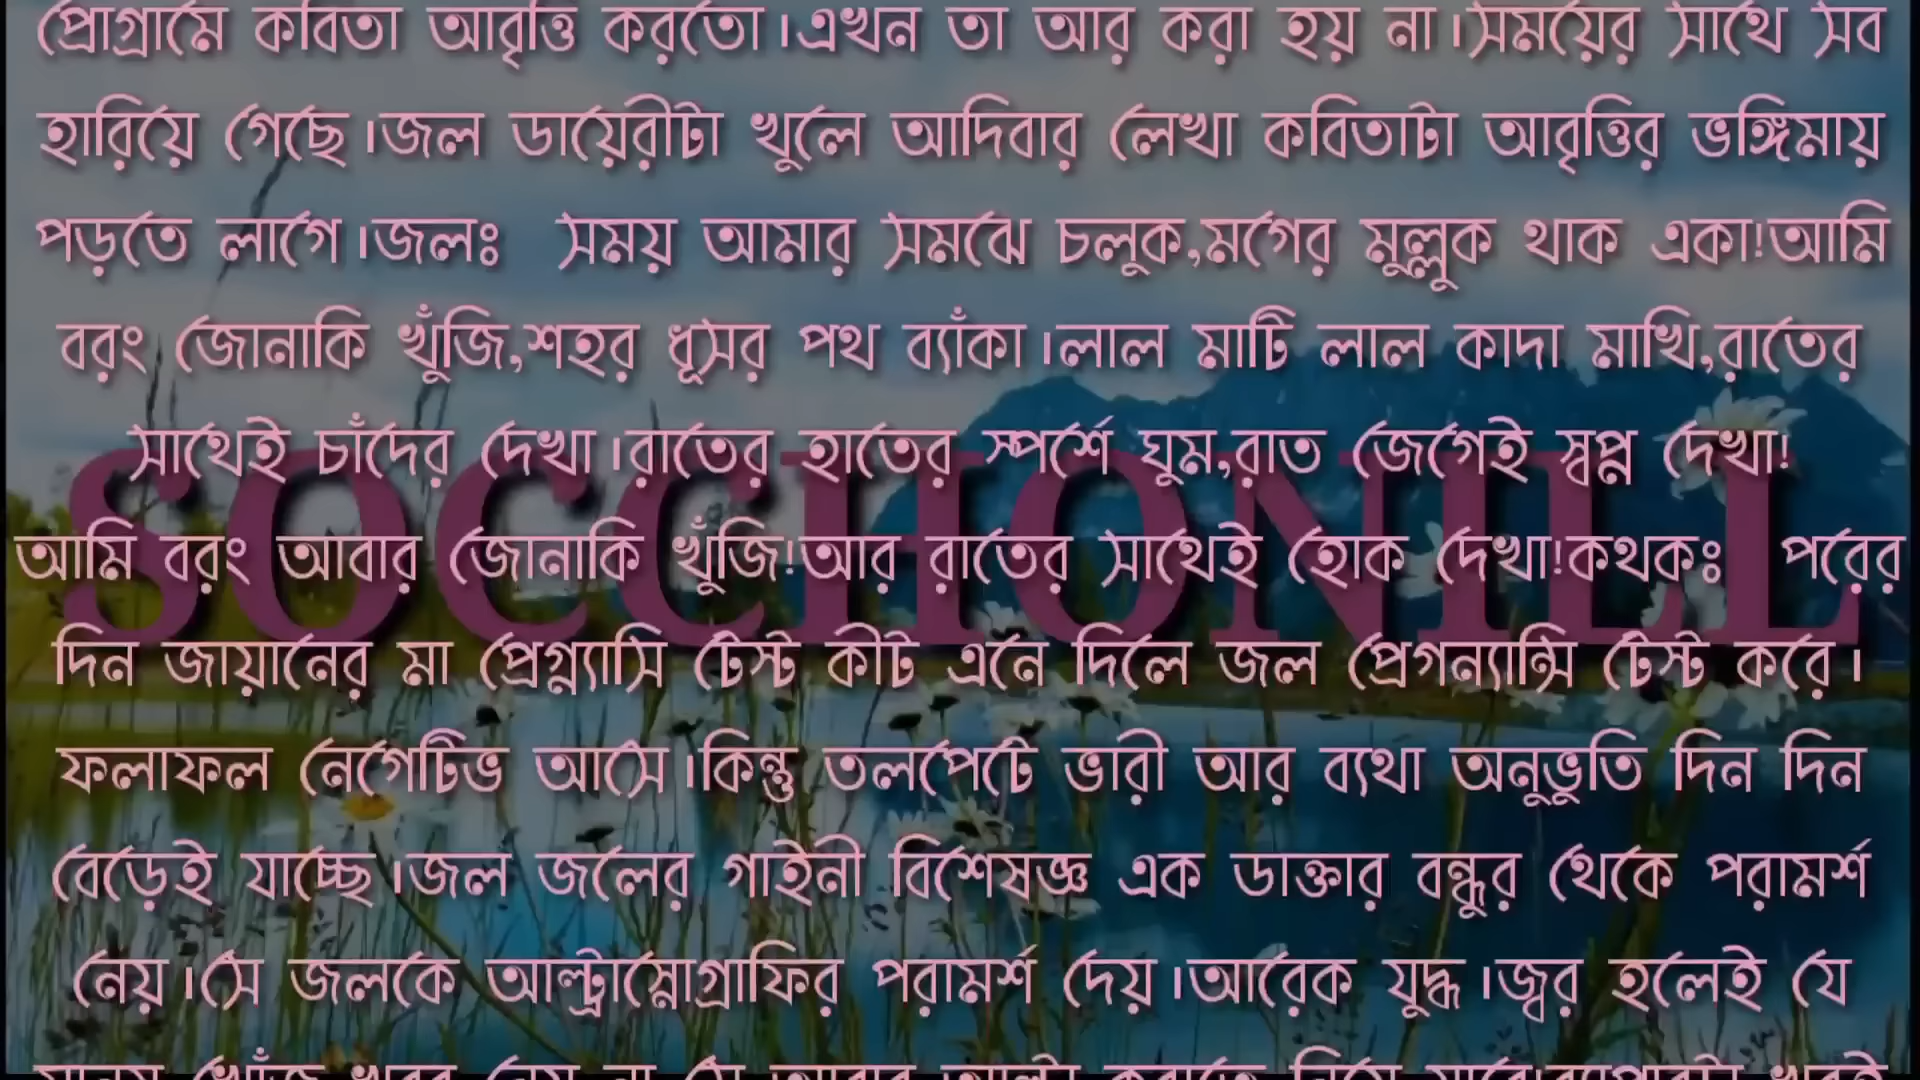 প্রোগ্রামে কবিতা আবৃত্তি করতো।এখন তা আর করা হয় না।সময়ের সাথে সব
হারিয়ে গেছে।জল ডায়েরীটা খুলে আদিবার লেখা কবিতাটা আবৃত্তির ভঙ্গিমায়
পড়তে লাগে।জলঃ সময় আমার সমঝে চলুক,মগের মুল্লুক থাক একা!আমি
বরং জোনাকি খুঁজি,শহর ধূসর পথ ব্যাঁকা।লাল মাটি লাল কাদা মাখি,রাতের
সাথেই চাঁদের দেখা।রাতের হাতের স্পর্শে ঘুম,রাত জেগেই স্বপ্ন দেখা!
SOCCHONILL
আমি বরং আবার জোনাকি খুঁজি!আর রাতের সাথেই হোক দেখা!কথকঃ পরের
দিন জায়ানের মা প্রেগ্ন্যাসি টেস্ট কীট এনে দিলে জল প্রেগন্যান্সি টেস্ট করে।
ফলাফল নেগেটিভ আসে।কিন্তু তলপেটে ভারী আর ব্যথা অনুভুতি দিন দিন
বেড়েই যাচ্ছে।জল জলের গাইনী বিশেষজ্ঞ এক ডাক্তার বন্ধুর থেকে পরামর্শ
নেয়।সে জলকে আল্ট্রাস্নোগ্রাফির পরামর্শ দেয়।আরেক যুদ্ধ।জ্বর হলেই যে